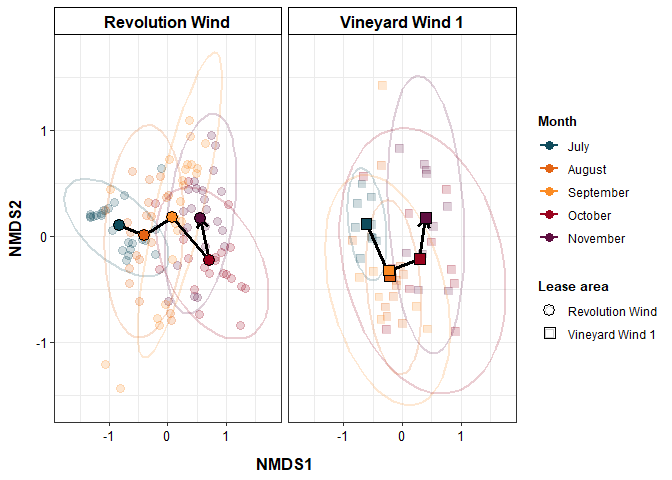 Revolution Wind
Vineyard Wind 1
1
0
-1
NMDS2
-1
0
1
-1
0
1
NMDS1
Month
July
August
September
October
November
Lease area
Revolution Wind
Vineyard Wind 1